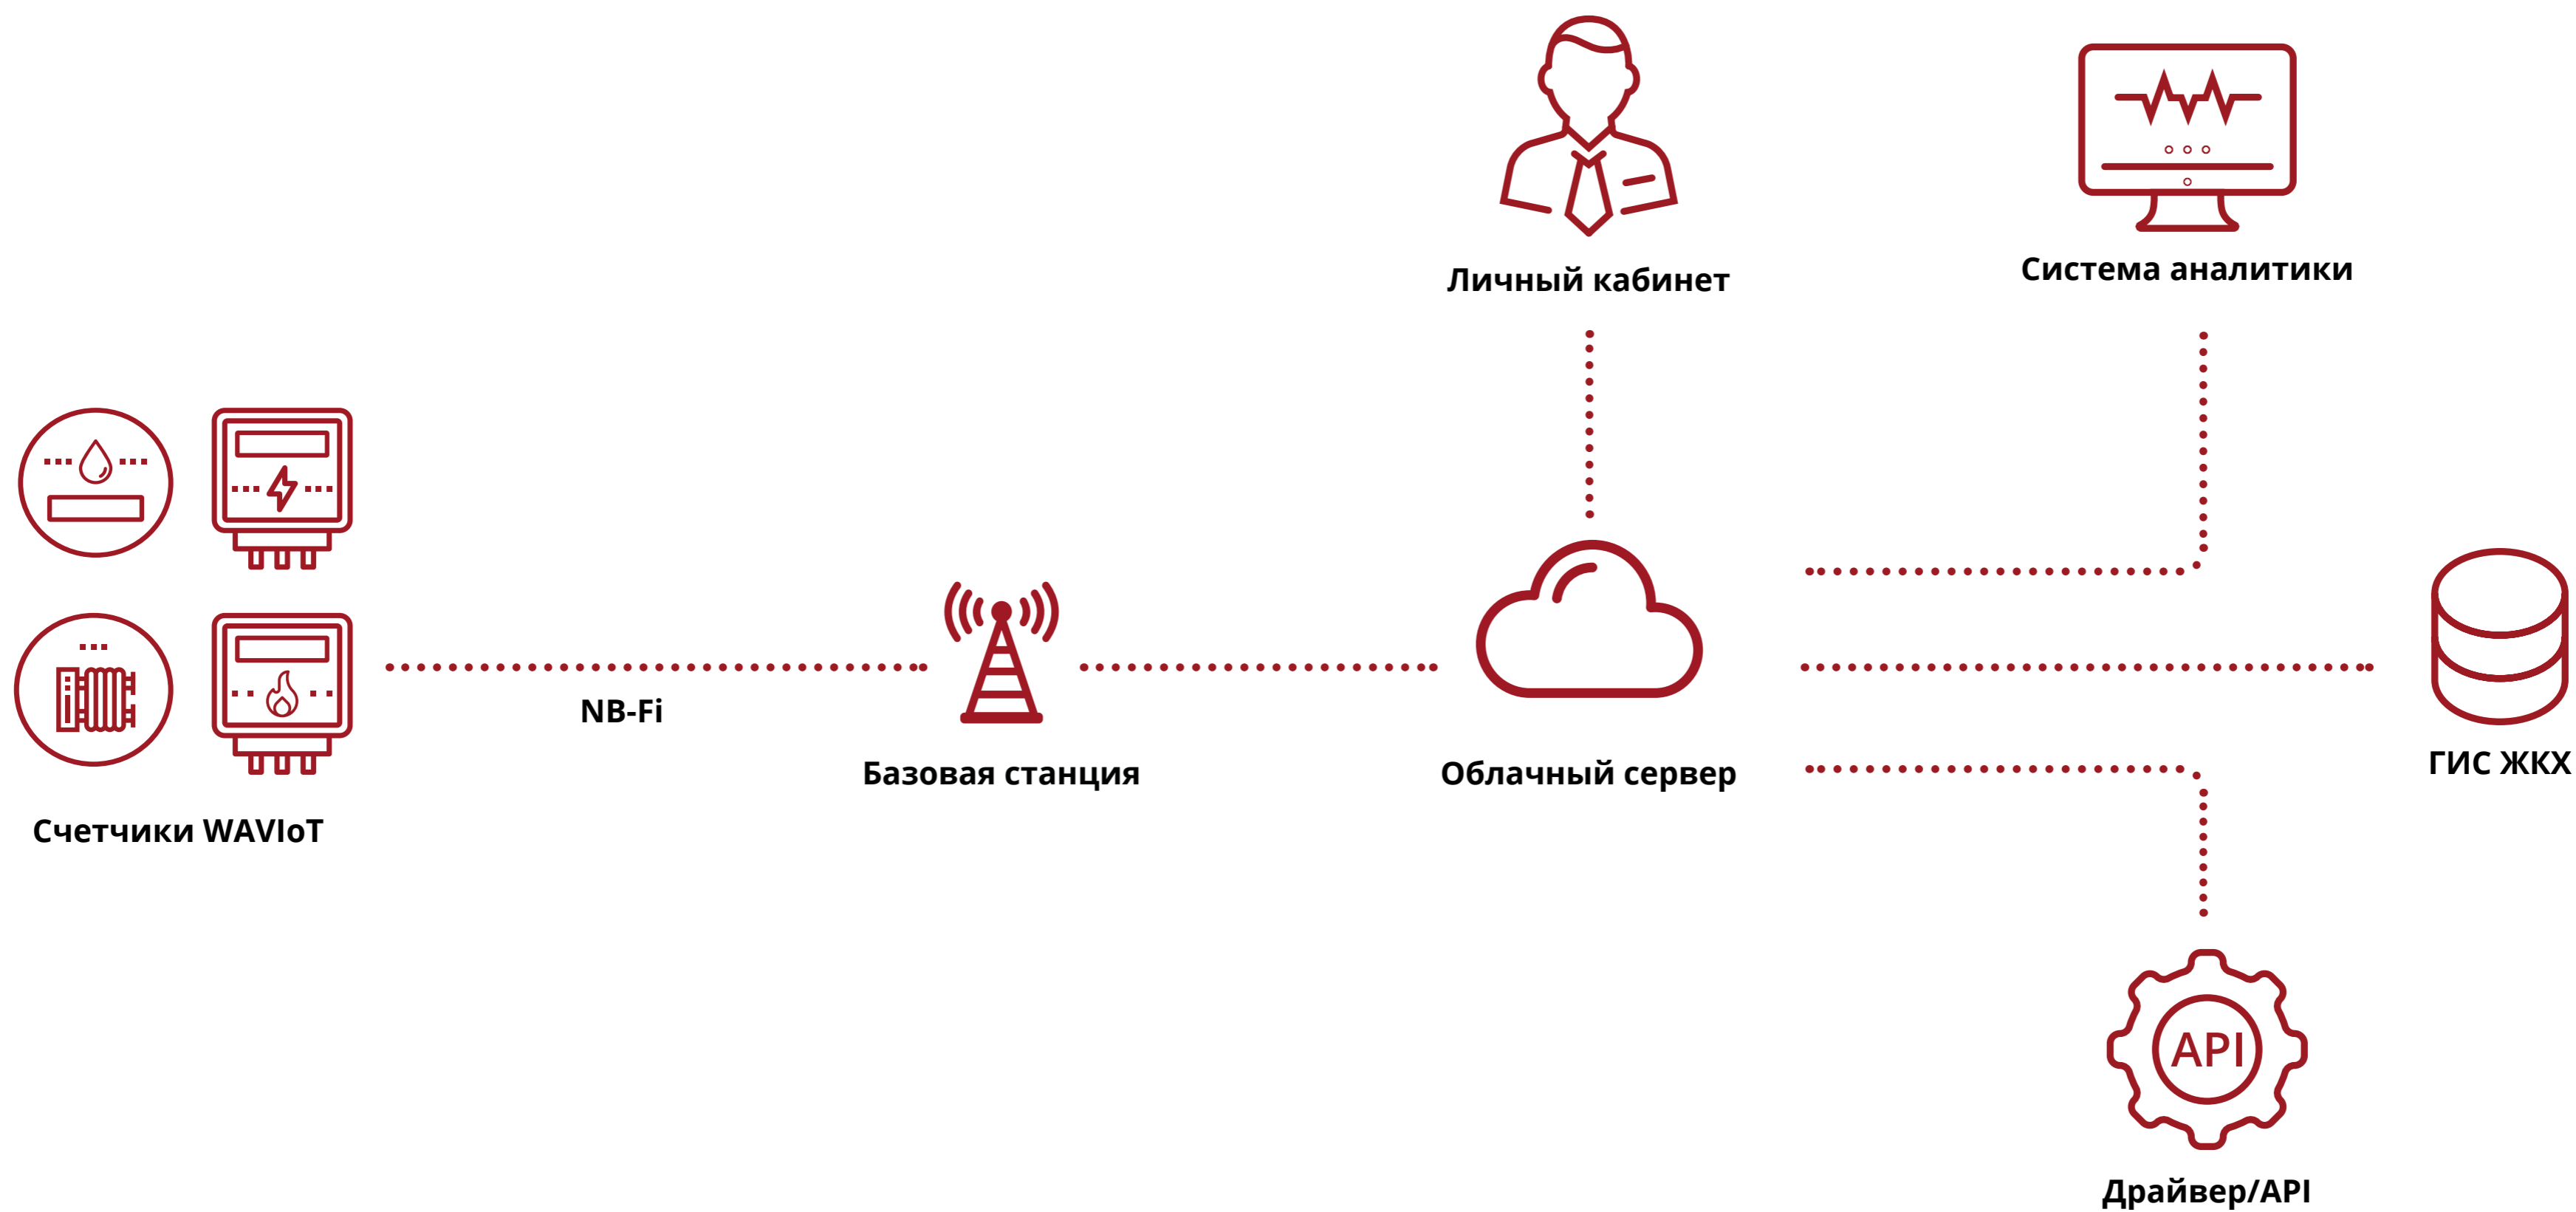 Личный кабинет
Система аналитики
NB-Fi
Базовая станция
Облачный сервер
ГИС ЖКХ
Счетчики WAVIoT
API
Драйвер/API